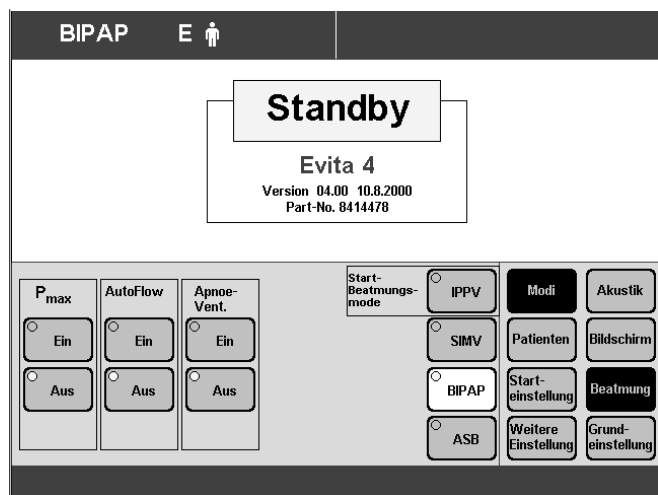 BIPAP E
Standby
Evita 4
Version 04.00 10.8.2000
Part-No. 8414478
Pmax
Ein
Aus
AutoFlow
Ein
Aus
Apnoe-
Vent.
Ein
Aus
Start-
Beatmungs-
mode
IPPV
SIMV
BIPAP
ASB
Modi
Akustik
Patienten
Bildschirm
Start-
einstellung
Beatmung
Weitere
Einstellung
Grund-
einstellung